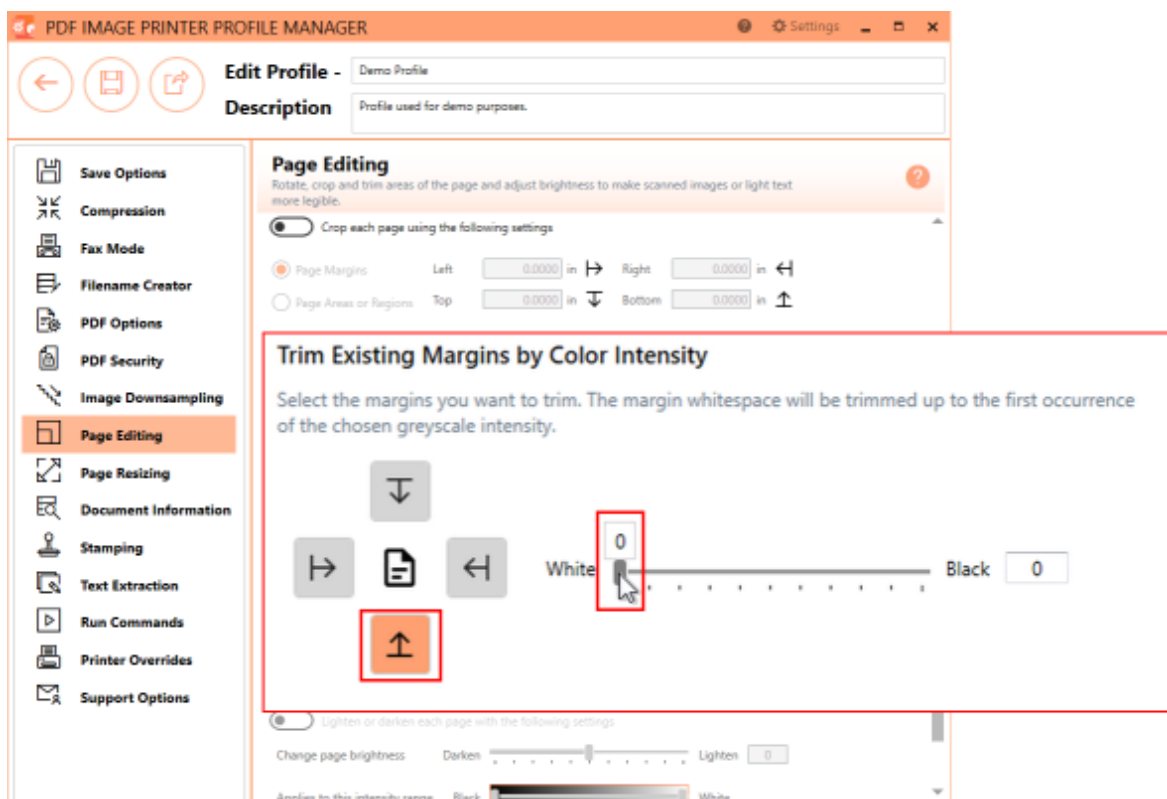 PDF IMAGE PRINTER PROFILE MANAGER
Settings
Edit Profile - Demo Profile
Description Profile used for demo purposes.
Save Options
Compression
Fax Mode
Filename Creator
PDF Options
PDF Security
Image Downsampling
Page Editing
Page Resizing
Document Information
Stamping
Text Extraction
Run Commands
Printer Overrides
Support Options
Page Editing
Rotate, crop and trim areas of the page and adjust brightness to make scanned images or light text
more legible.
Crop each page using the following settings
Page Margins Left 0.0000 in Right 0.0000 in
Page Areas or Regions Top 0.0000 in Bottom 0.0000 in
Trim Existing Margins by Color Intensity
Select the margins you want to trim. The margin whitespace will be trimmed up to the first occurrence
of the chosen greyscale intensity.
0
White Black 0
Lighten or darken each page with the following settings
Change page brightness Darken Lighten 0
Applies to this intensity range Black White